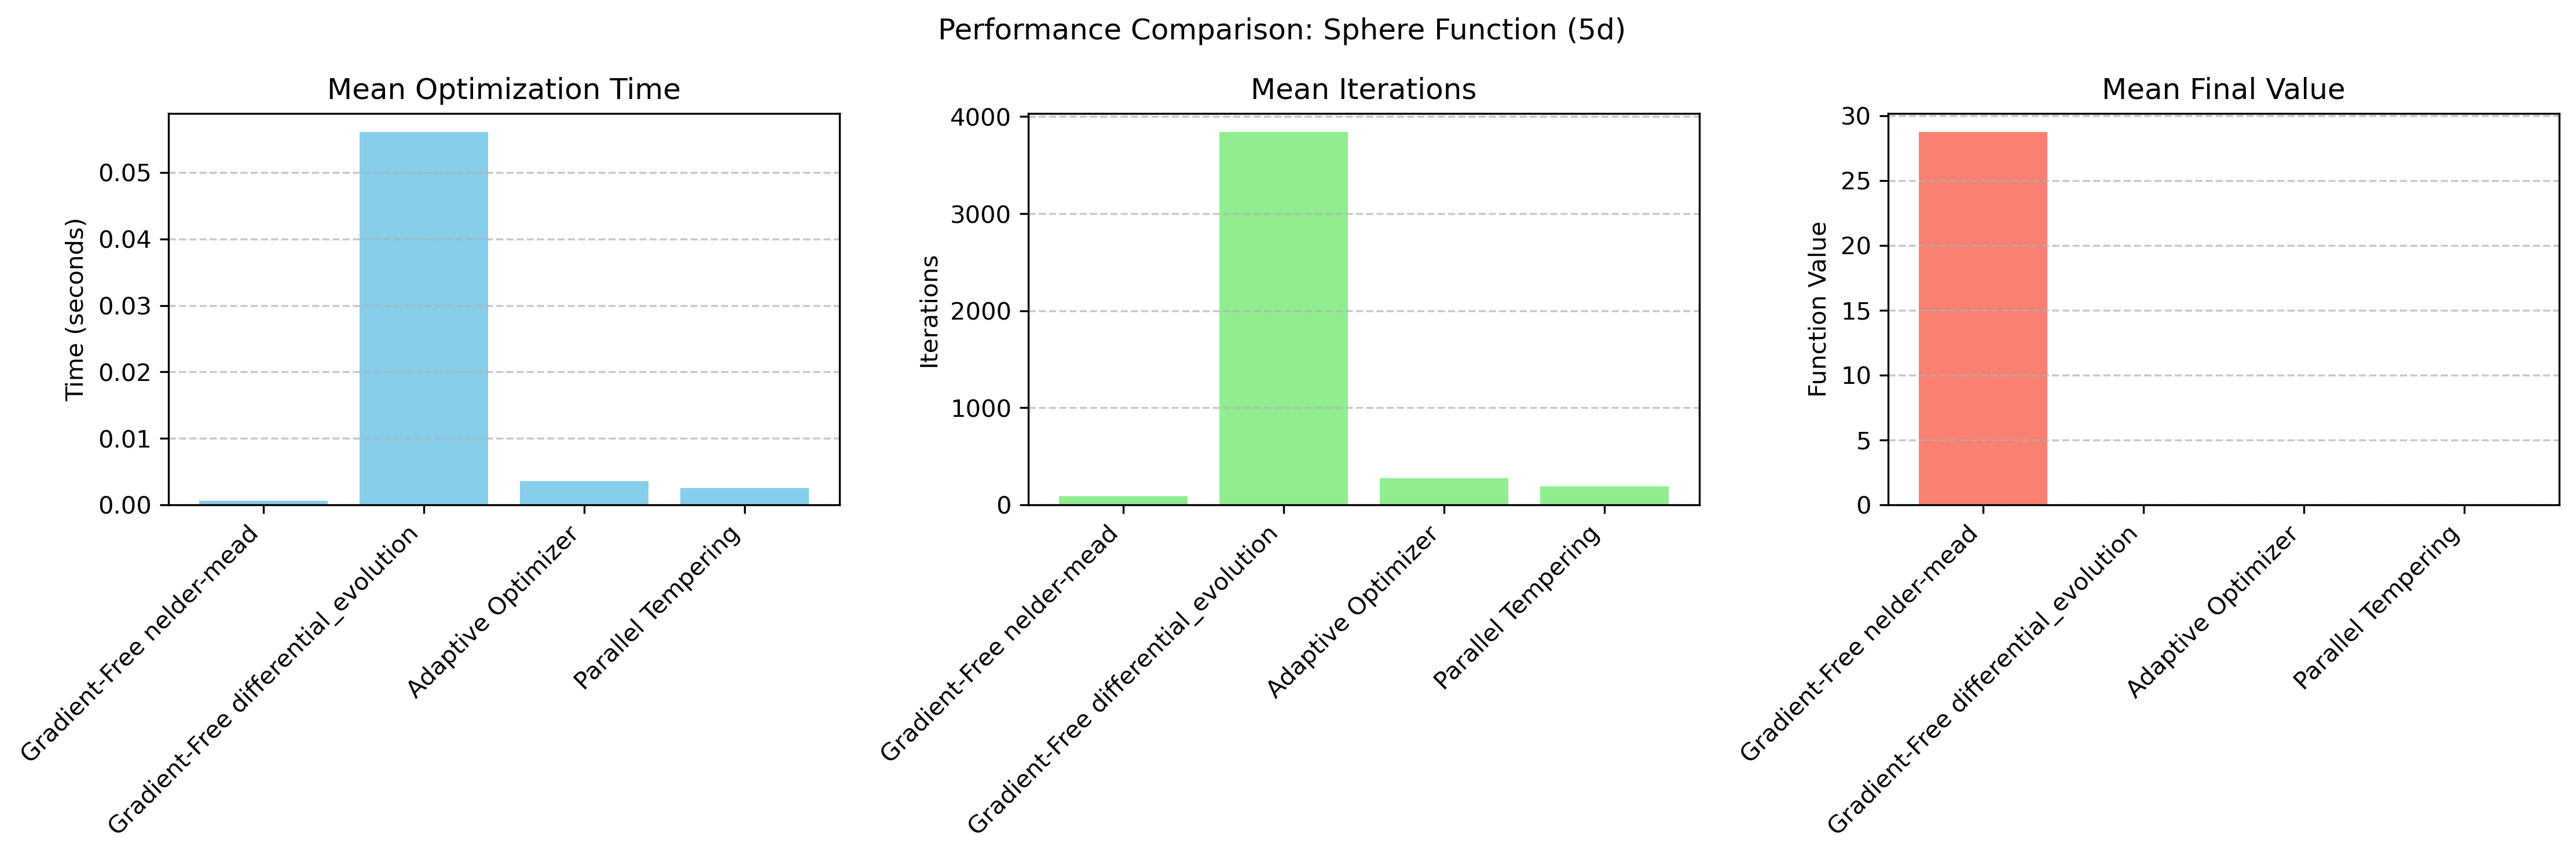 Performance Comparison: Sphere Function (5d)
Mean Optimization Time
Time (seconds)
0.05
0.04
0.03
0.02
0.01
0.00
Gradient-Free nelder-mead
Gradient-Free differential_evolution
Adaptive Optimizer
Parallel Tempering
Mean Iterations
Iterations
4000
3000
2000
1000
0
Gradient-Free nelder-mead
Gradient-Free differential_evolution
Adaptive Optimizer
Parallel Tempering
Mean Final Value
Function Value
30
25
20
15
10
5
0
Gradient-Free nelder-mead
Gradient-Free differential_evolution
Adaptive Optimizer
Parallel Tempering